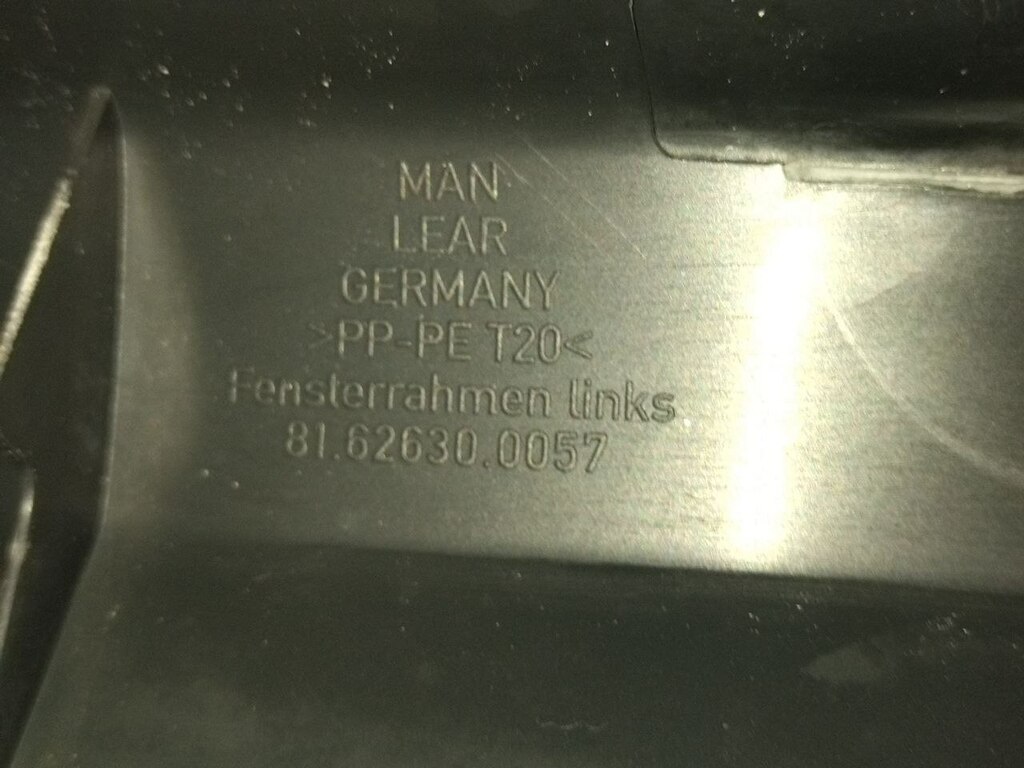 MAN
LEAR
GERMANY
>PP-PE T20<
Fensterrahmen links
81.62630.0057